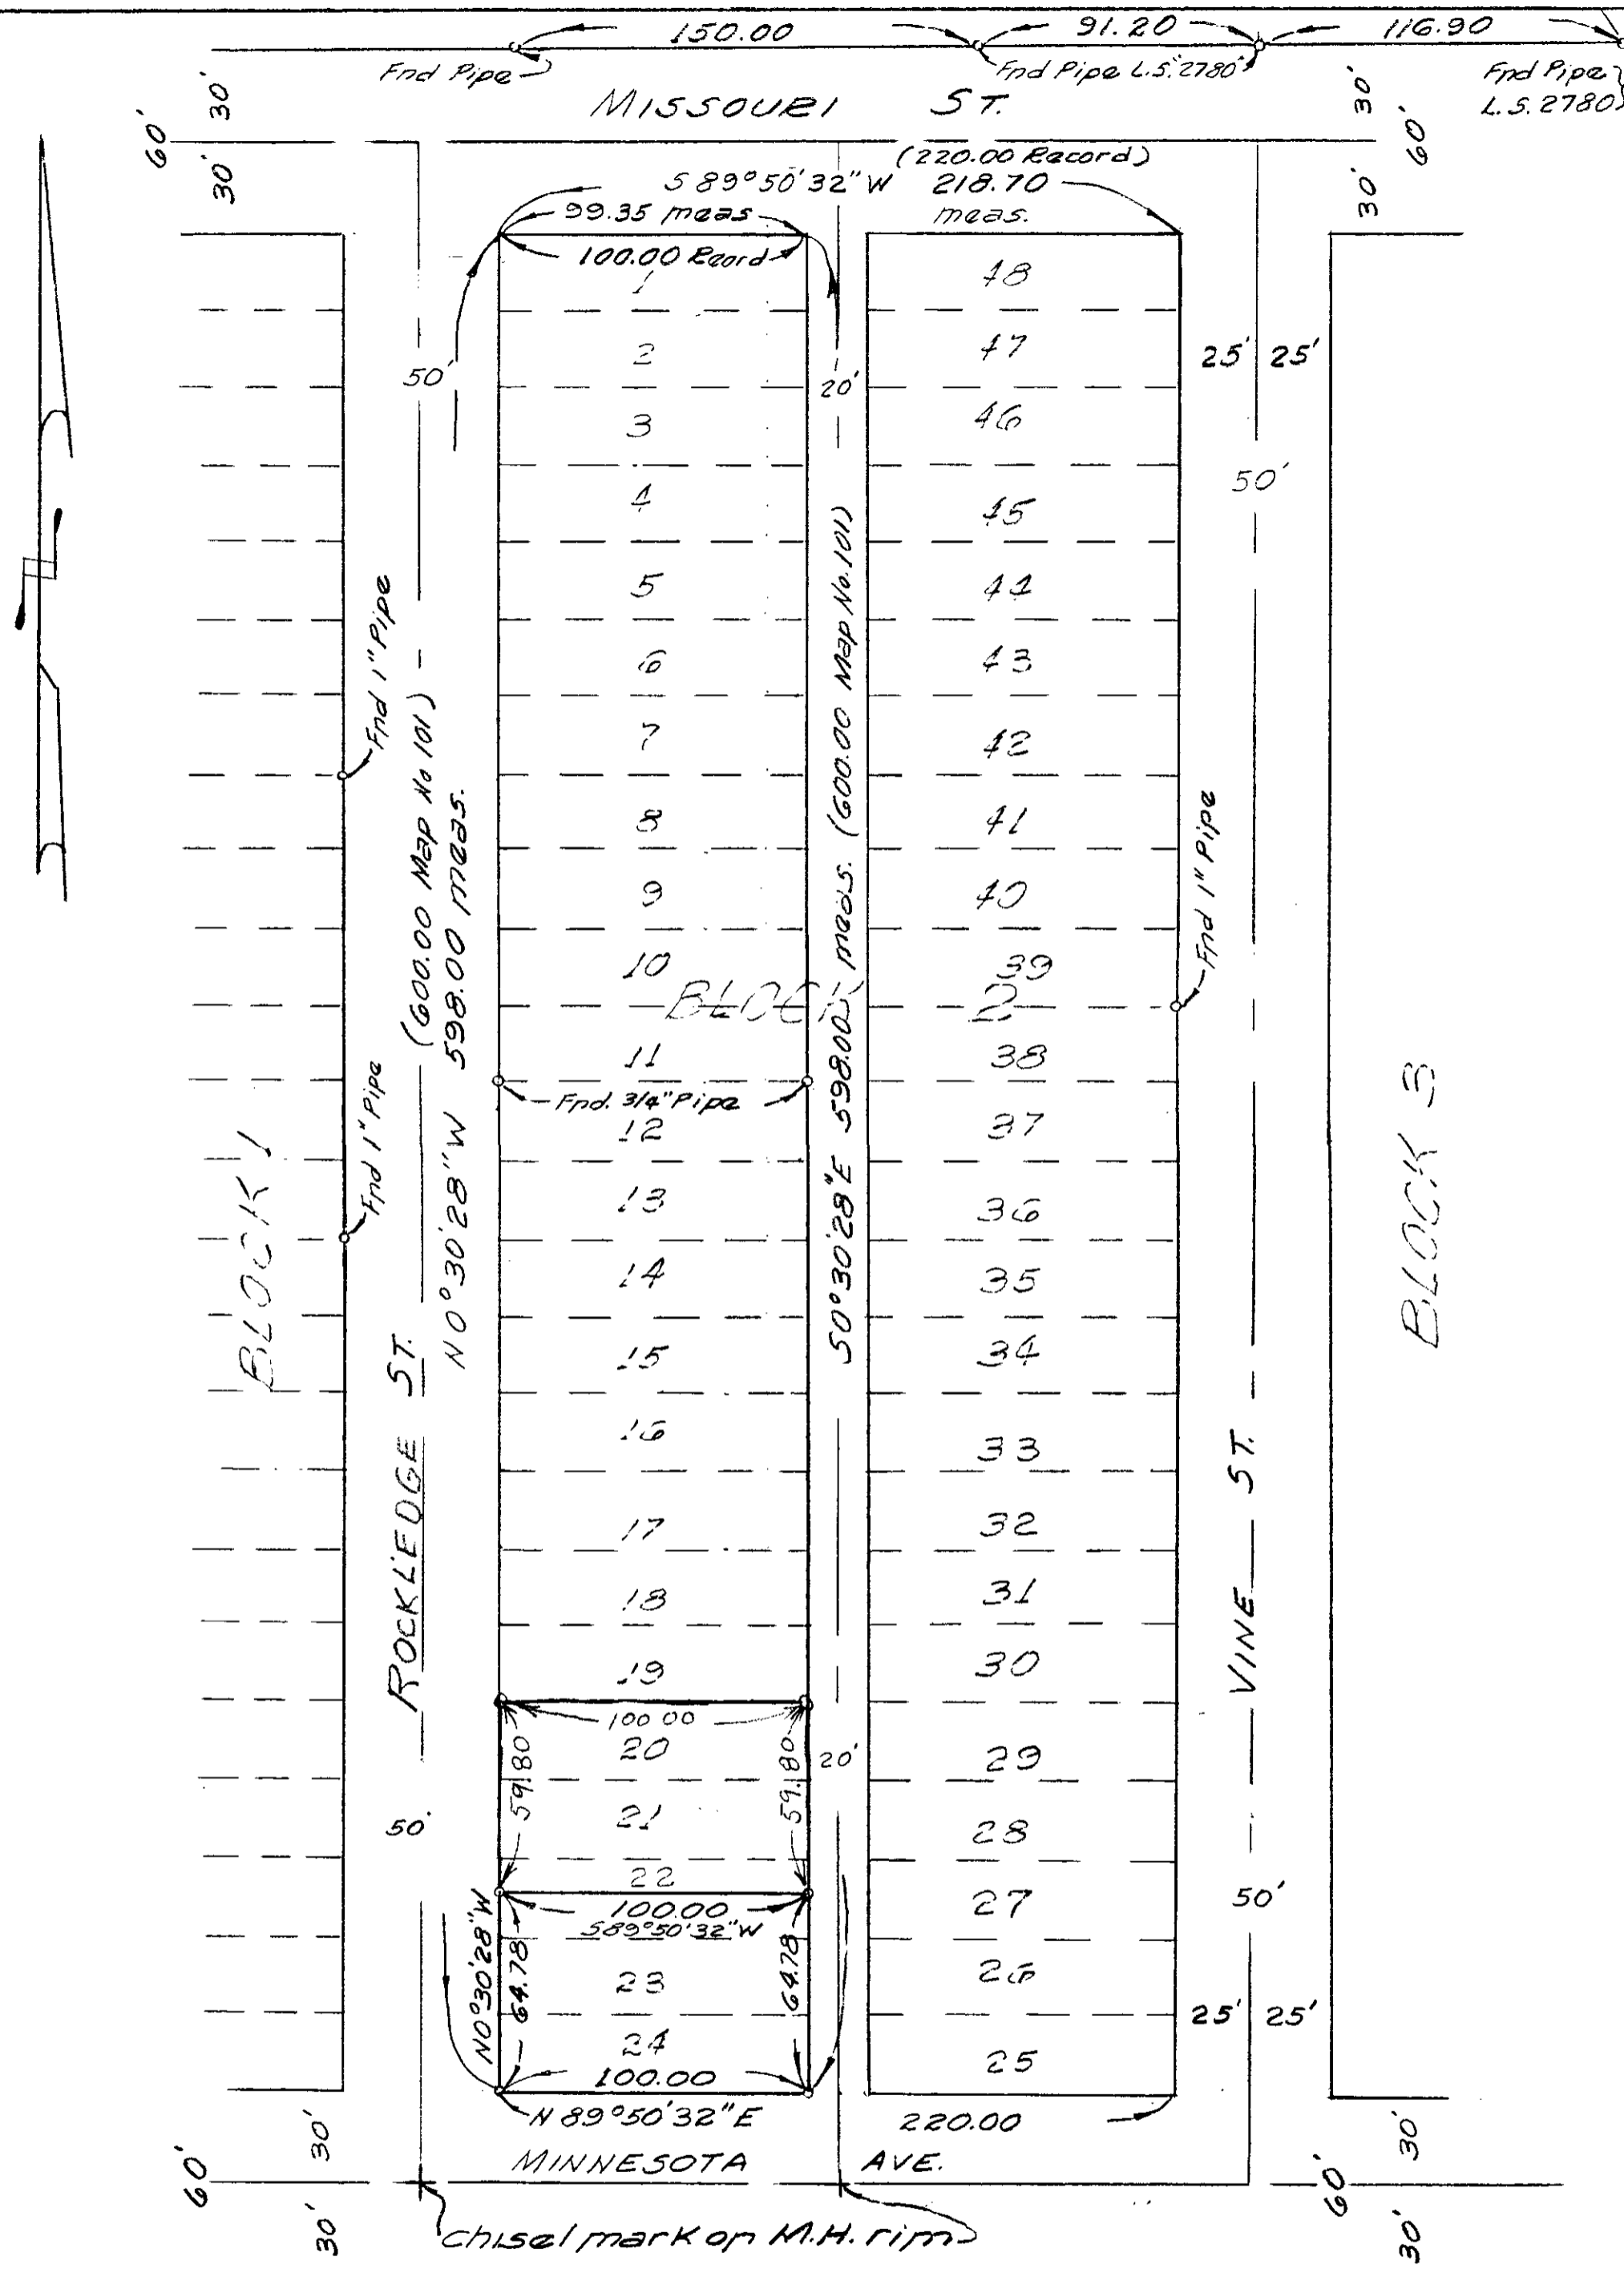 150.00 91.20 116.90
Fnd Pipe Fnd Pipe L.S. 2780 Fnd Pipe
L.S. 2780
60' 30' 30'
MISSOURI ST.
30' 60' 30'
(220.00 Record)
S 89°50'32" W 218.70
99.35 meas meas.
100.00 Reord
1 48
2 47
25' 25'
50' 20'
3 46
50'
4 45
5 44
6 43
7 42
8 41
9 40
10 39
BLOCK 2
11 38
Fnd. 3/4" Pipe
12 37
13 36
14 35
15 34
16 33
17 32
18 31
19 30
Fnd 1" Pipe
Fnd 1" Pipe
(600.00 Map No 101)
N 0°30'28" W 598.00 meas.
S0°30'28"E 598.00 meas. (600.00 Map No. 101)
Fnd 1" Pipe
BLOCK 1
BLOCK 3
ROCKLEDGE ST.
VINE ST.
100.00
20 29
59.80 59.80 20'
21 28
50'
22 27
100.00
S89°50'32"W
50'
N0°30'28"W
64.78 64.78
23 26
25' 25'
24 25
100.00
N 89°50'32" E 220.00
60' 30' 30'
MINNESOTA AVE.
60' 30' 30'
Chisel mark on M.H. rim